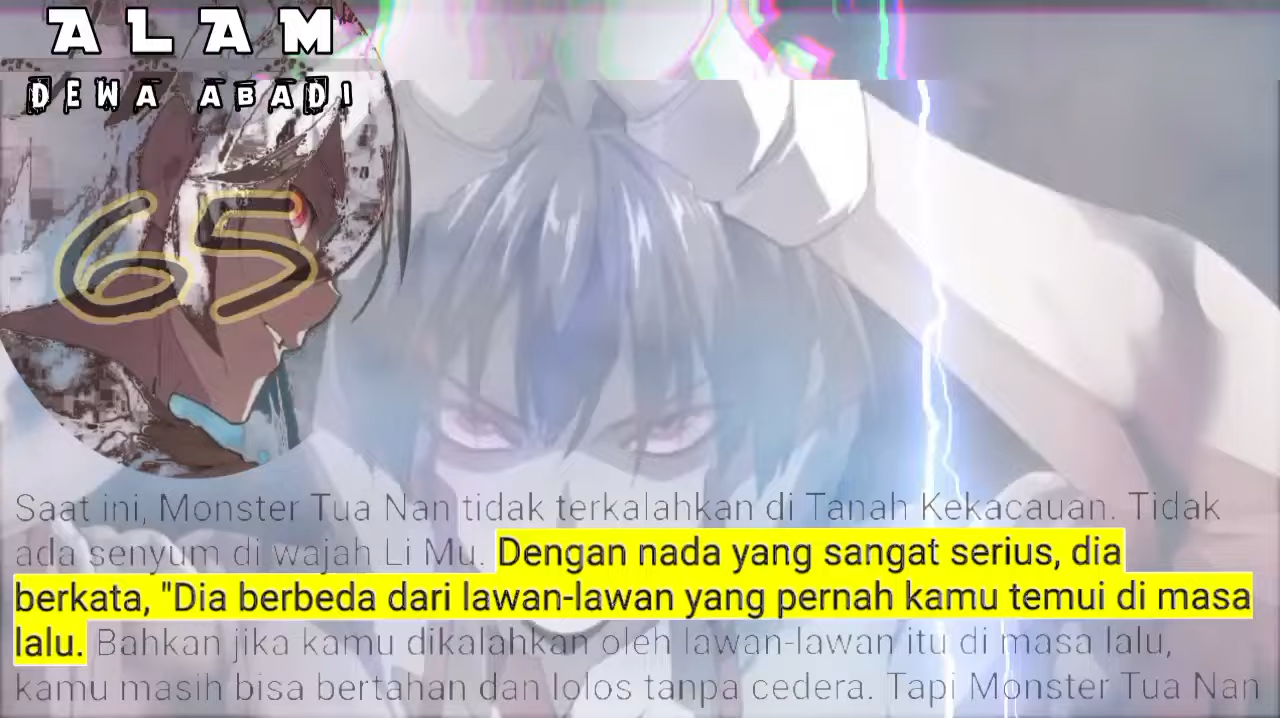 ALAM
DEWA ABADI
65
Saat ini, Monster Tua Nan tidak terkalahkan di Tanah Kekacauan. Tidak
ada senyum di wajah Li Mu. Dengan nada yang sangat serius, dia
berkata, "Dia berbeda dari lawan-lawan yang pernah kamu temui di masa
lalu. Bahkan jika kamu dikalahkan oleh lawan-lawan itu di masa lalu,
kamu masih bisa bertahan dan lolos tanpa cedera. Tapi Monster Tua Nan